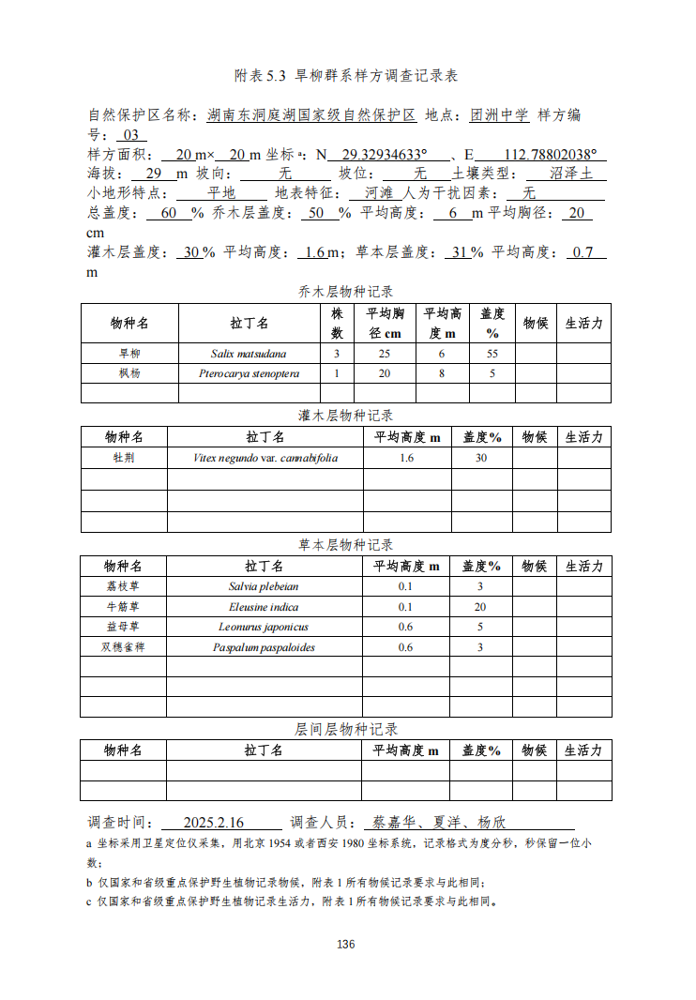 附表5.3 旱柳群系样方调查记录表
自然保护区名称：湖南东洞庭湖国家级自然保护区 地点：团洲中学 样方编
号： 03
样方面积： 20 m× 20 m 坐标 a：N 29.32934633° 、E 112.78802038°
海拔： 29 m 坡向： 无 坡位： 无 土壤类型： 沼泽土
小地形特点： 平地 地表特征： 河滩 人为干扰因素： 无
总盖度： 60 % 乔木层盖度： 50 % 平均高度： 6 m 平均胸径： 20
cm
灌木层盖度： 30 % 平均高度： 1.6 m；草本层盖度： 31 % 平均高度： 0.7
m
乔木层物种记录
物种名 拉丁名 株数 平均胸径 cm 平均高度 m 盖度% 物候 生活力
旱柳 Salix matsudana 3 25 6 55
枫杨 Pterocarya stenoptera 1 20 8 5
灌木层物种记录
物种名 拉丁名 平均高度 m 盖度% 物候 生活力
牡荆 Vitex negundo var. cannabifolia 1.6 30
草本层物种记录
物种名 拉丁名 平均高度 m 盖度% 物候 生活力
荔枝草 Salvia plebeian 0.1 3
牛筋草 Eleusine indica 0.1 20
益母草 Leonurus japonicus 0.6 5
双穗雀稗 Paspalum paspaloides 0.6 3
层间层物种记录
物种名 拉丁名 平均高度 m 盖度% 物候 生活力
调查时间： 2025.2.16 调查人员： 蔡嘉华、夏洋、杨欣
a 坐标采用卫星定位仪采集，用北京 1954 或者西安 1980 坐标系统，记录格式为度分秒，秒保留一位小
数；
b 仅国家和省级重点保护野生植物记录物候，附表 1 所有物候记录要求与此相同；
c 仅国家和省级重点保护野生植物记录生活力，附表 1 所有物候记录要求与此相同。
136